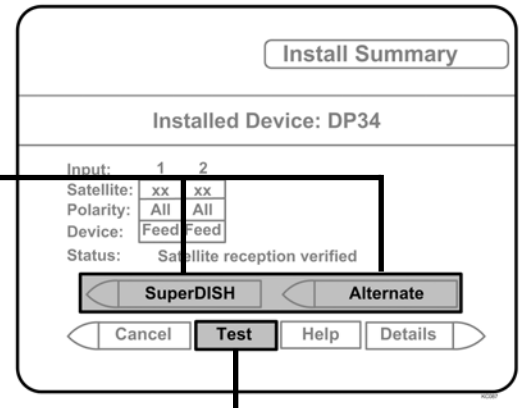 Install Summary
Installed Device: DP34
Input: 1 2
Satellite: xx xx
Polarity: All All
Device: Feed Feed
Status: Satellite reception verified
SuperDISH Alternate
Cancel Test Help Details